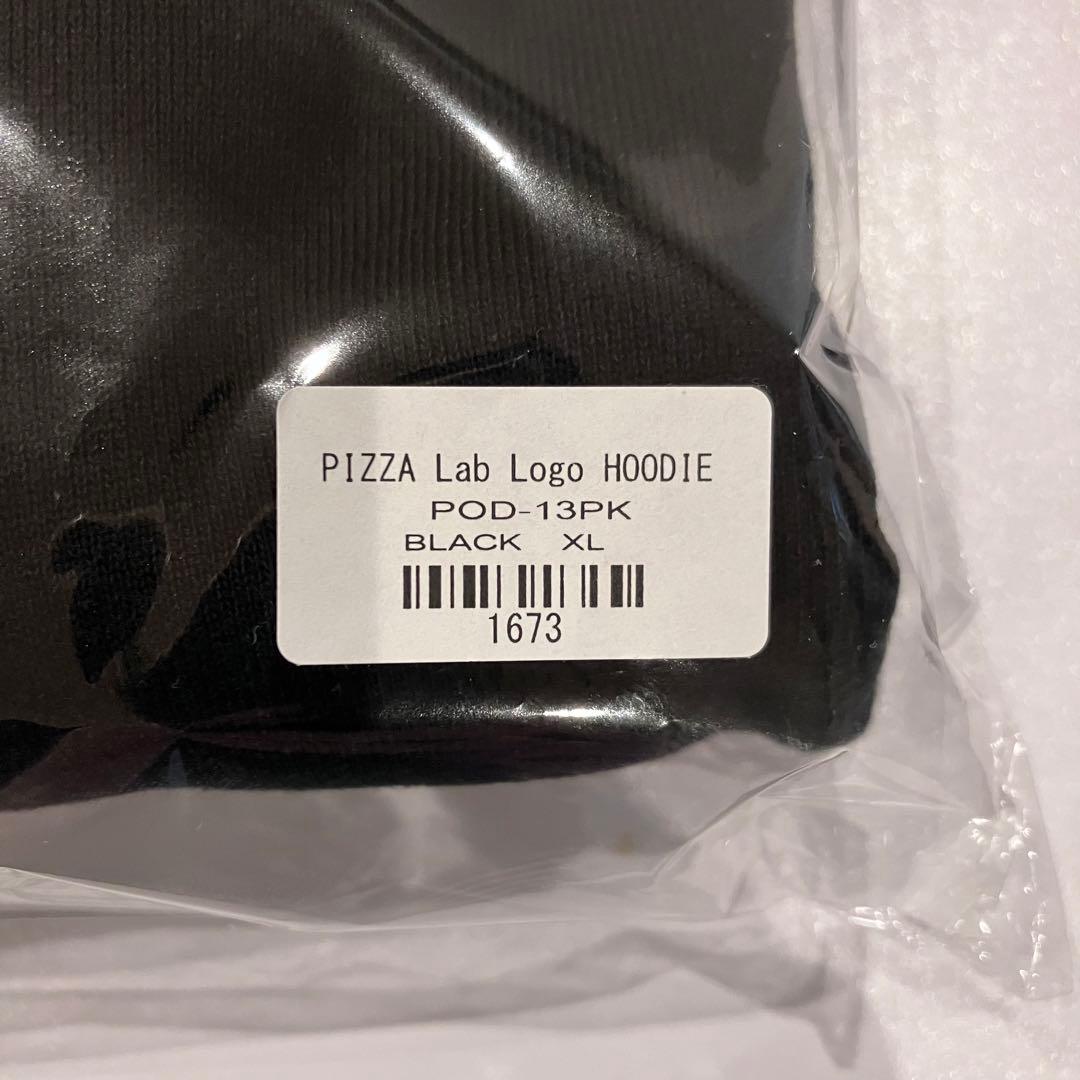 PIZZA Lab Logo HOODIE
POD-13PK
BLACK XL
1673